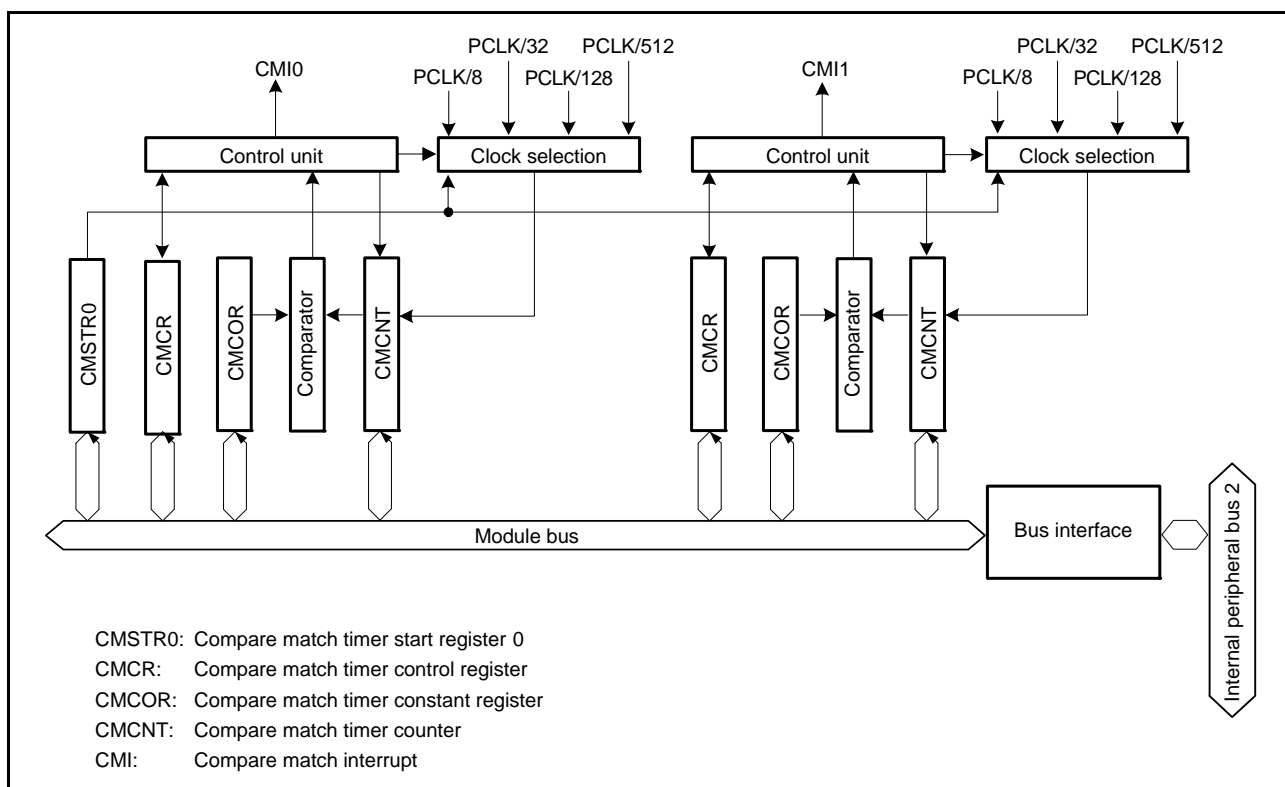 PCLK/32 PCLK/512
CMI0 PCLK/8 PCLK/128
PCLK/32 PCLK/512
CMI1 PCLK/8 PCLK/128
Control unit Clock selection
Control unit Clock selection
CMSTR0
CMCR
CMCOR
Comparator
CMCNT
CMCR
CMCOR
Comparator
CMCNT
Module bus
Bus interface
Internal peripheral bus 2
CMSTR0: Compare match timer start register 0
CMCR: Compare match timer control register
CMCOR: Compare match timer constant register
CMCNT: Compare match timer counter
CMI: Compare match interrupt